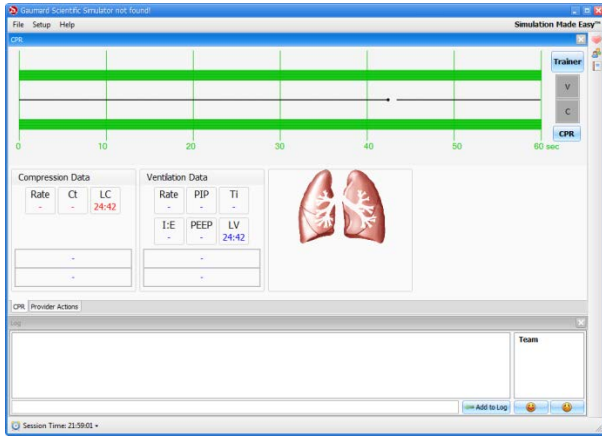 Gaumard Scientific Simulator not found!
File Setup Help Simulation Made Easy™
CPR
Trainer
V
C
CPR
0 10 20 30 40 50 60 sec
Compression Data
Rate Ct LC
- - 24:42
-
-
Ventilation Data
Rate PIP Ti
- - -
I:E PEEP LV
- - 24:42
-
-
CPR Provider Actions
Log
Team
Add to Log
Session Time: 21:59:01